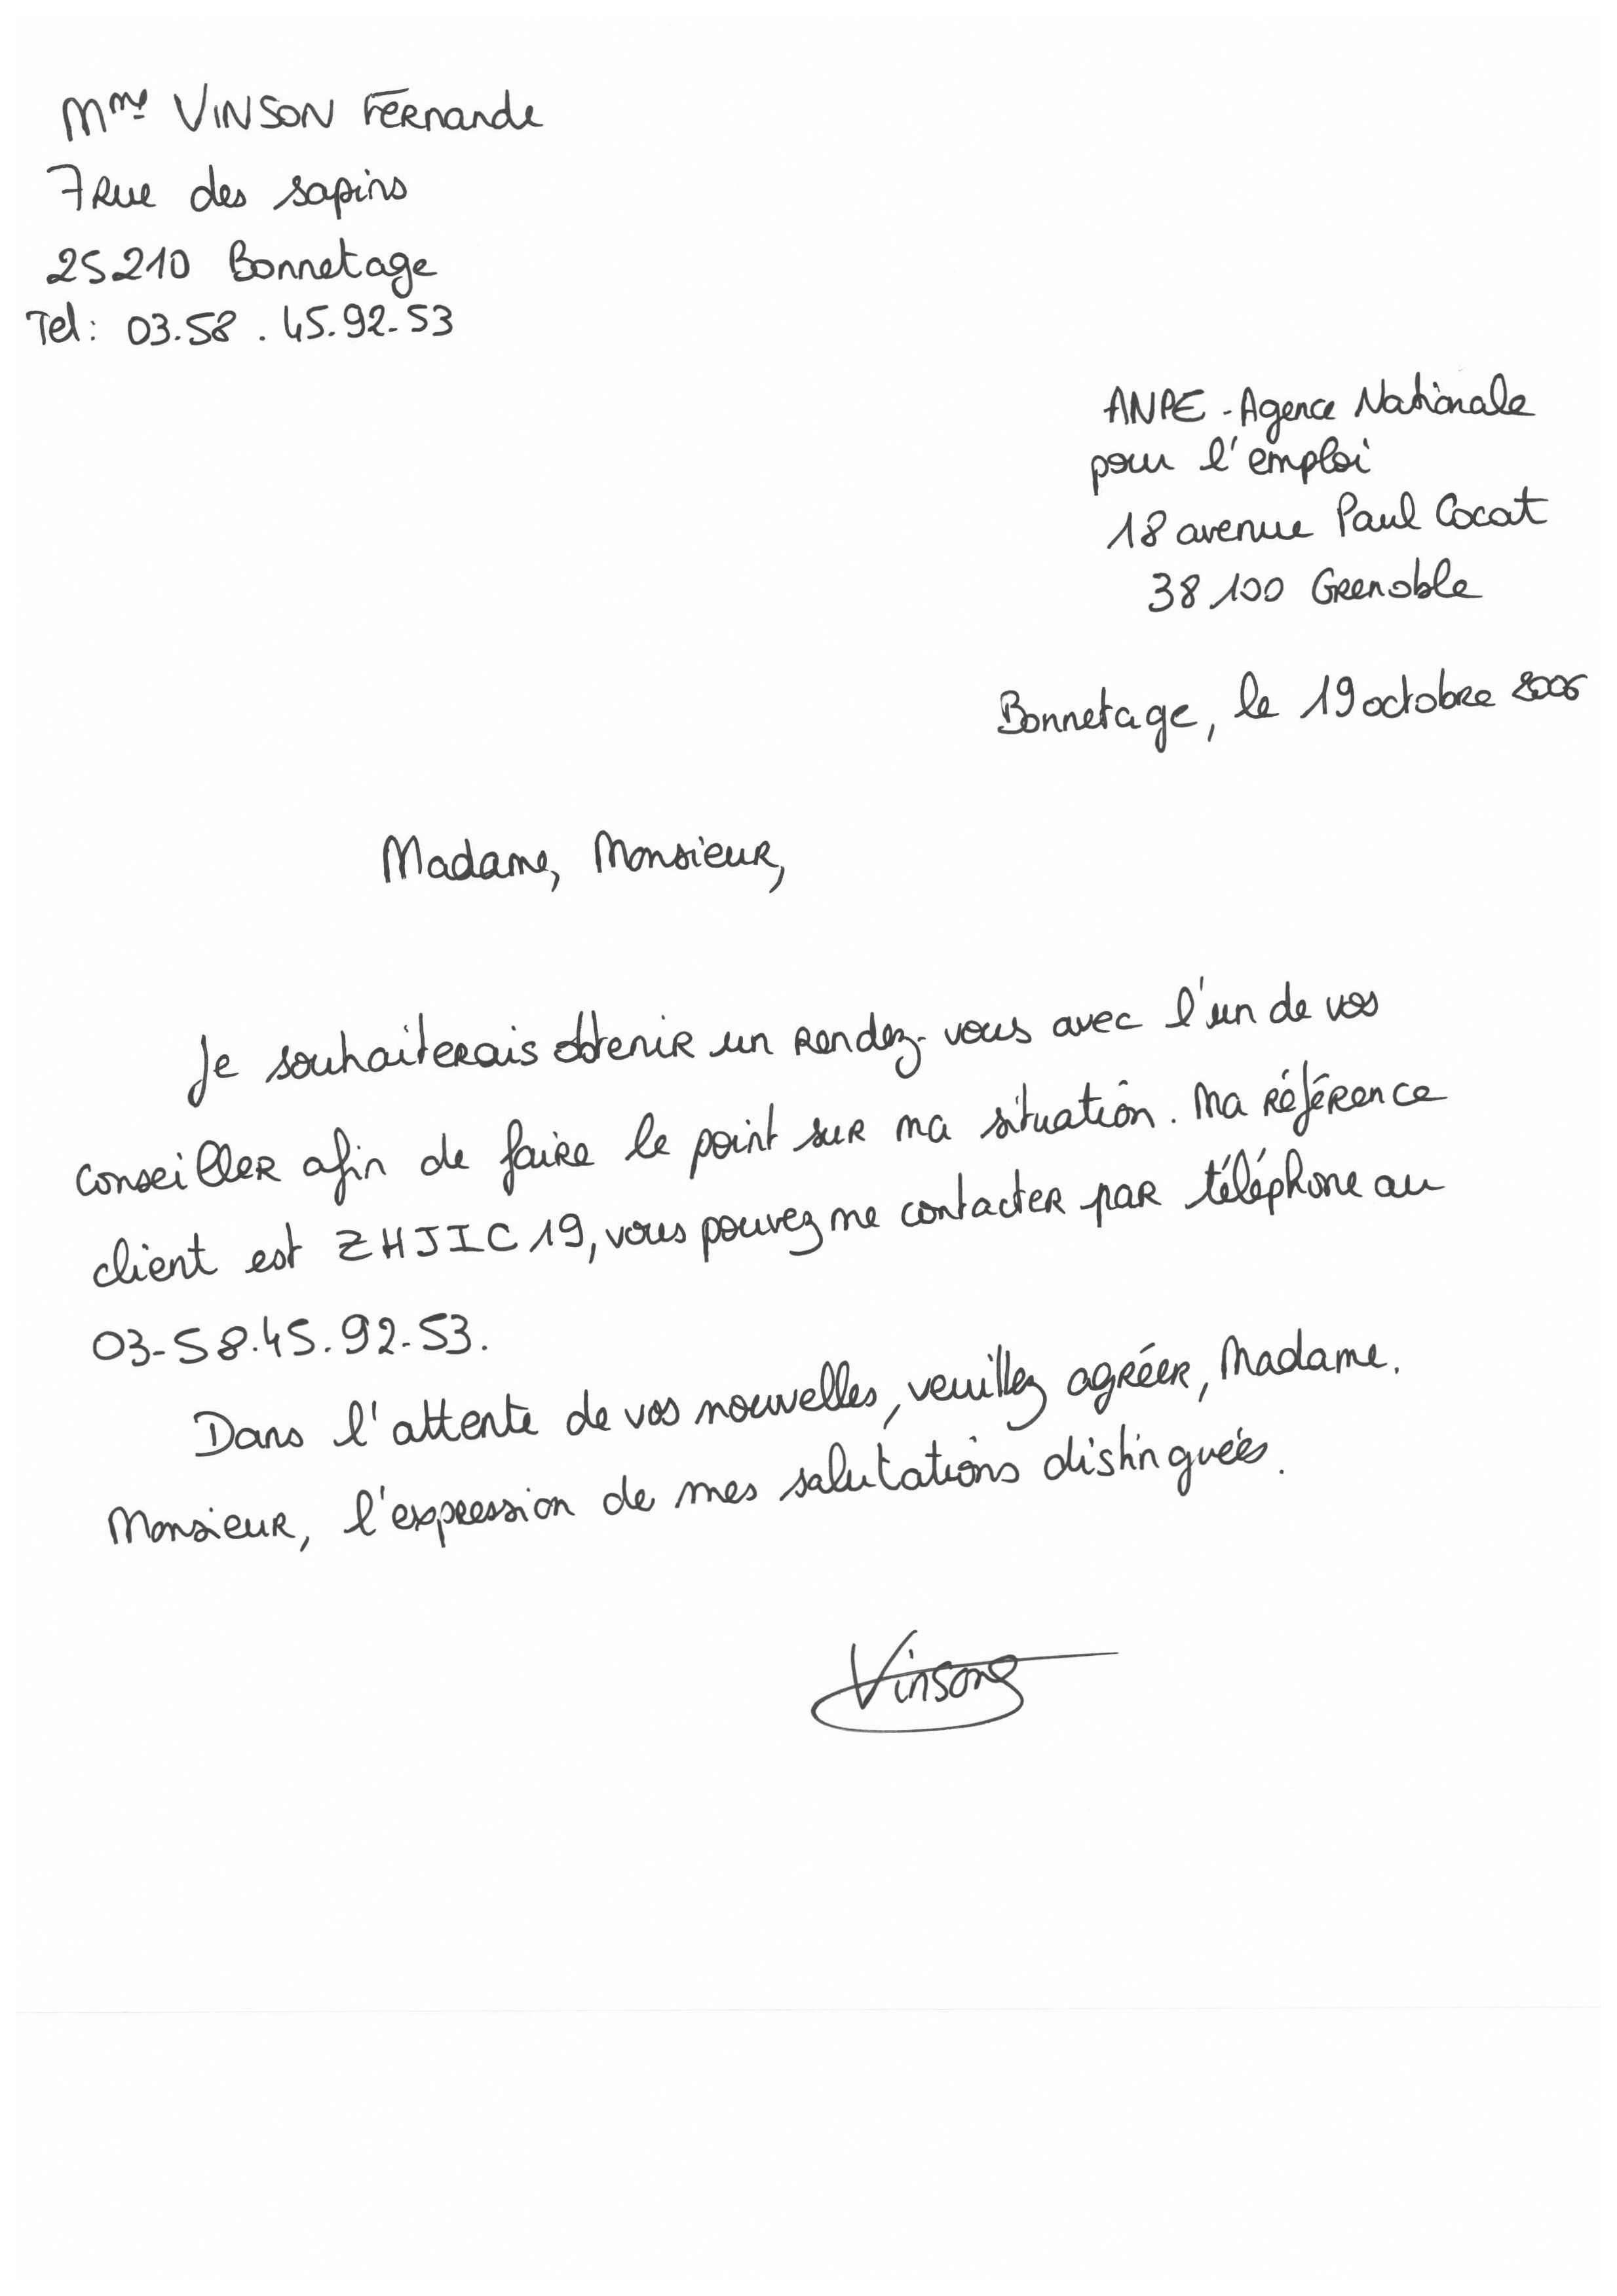 Mme VINSON Fernande
7 Rue des sapins
25210 Bonnetage
Tel: 03.58.45.92-53
ANPE - Agence Nationale
pour l'emploi
18 avenue Paul Cocat
38100 Grenoble
Bonnetage, le 19 octobre 2006
Madame, Monsieur,
Je souhaiterais obtenir un rendez-vous avec l'un de vos
conseiller afin de faire le point sur ma situation. Ma référence
client est ZHJIC19, vous pouvez me contacter par téléphone au
03-58.45.92-53.
Dans l'attente de vos nouvelles, veuillez agréer, Madame.
Monsieur, l'expression de mes salutations distinguées.
Vinson